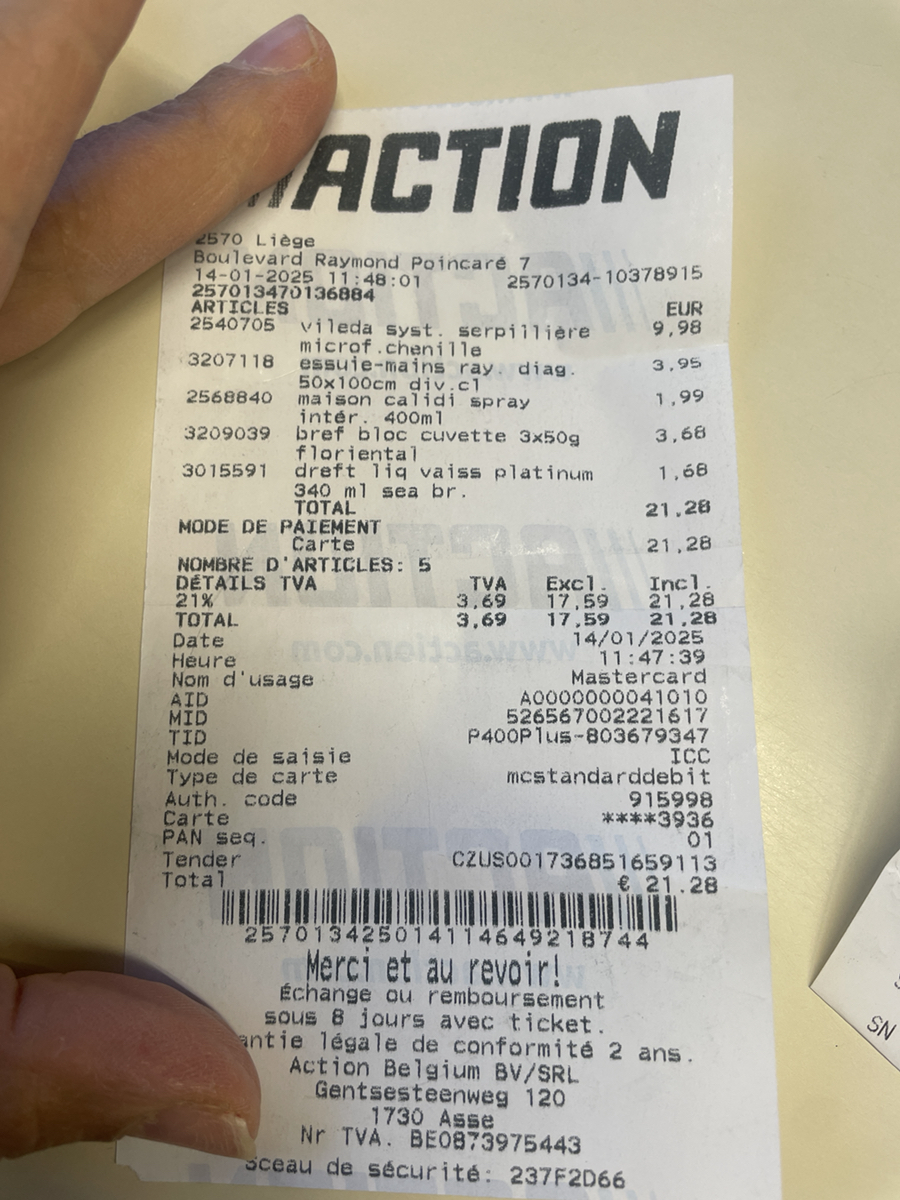 ACTION
2570 Liège
Boulevard Raymond Poincaré 7
14-01-2025 11:48:01 2570134-10378915
257013470136884
ARTICLES EUR
2540705 vileda syst. serpillière 9,98
microf.chenille
3207118 essuie-mains ray. diag. 3,95
50x100cm div.cl
2568840 maison calidi spray 1,99
intér. 400ml
3209039 bref bloc cuvette 3x50g 3,68
floriental
3015591 dreft liq vaiss platinum 1,68
340 ml sea br.
TOTAL 21,28
MODE DE PAIEMENT
Carte 21,28
NOMBRE D'ARTICLES: 5
DÉTAILS TVA TVA Excl. Incl.
21% 3,69 17,59 21,28
TOTAL 3,69 17,59 21,28
Date 14/01/2025
Heure 11:47:39
Nom d'usage Mastercard
AID A0000000041010
MID 526567002221617
TID P400Plus-803679347
Mode de saisie ICC
Type de carte mcstandarddebit
Auth. code 915998
Carte ****3936
PAN seq. 01
Tender CZUS001736851659113
Total € 21.28
257013425014114649218744
Merci et au revoir!
Échange ou remboursement
sous 8 jours avec ticket.
antie légale de conformité 2 ans.
Action Belgium BV/SRL
Gentsesteenweg 120
1730 Asse
Nr TVA. BE0873975443
Sceau de sécurité: 237F2D66
SN